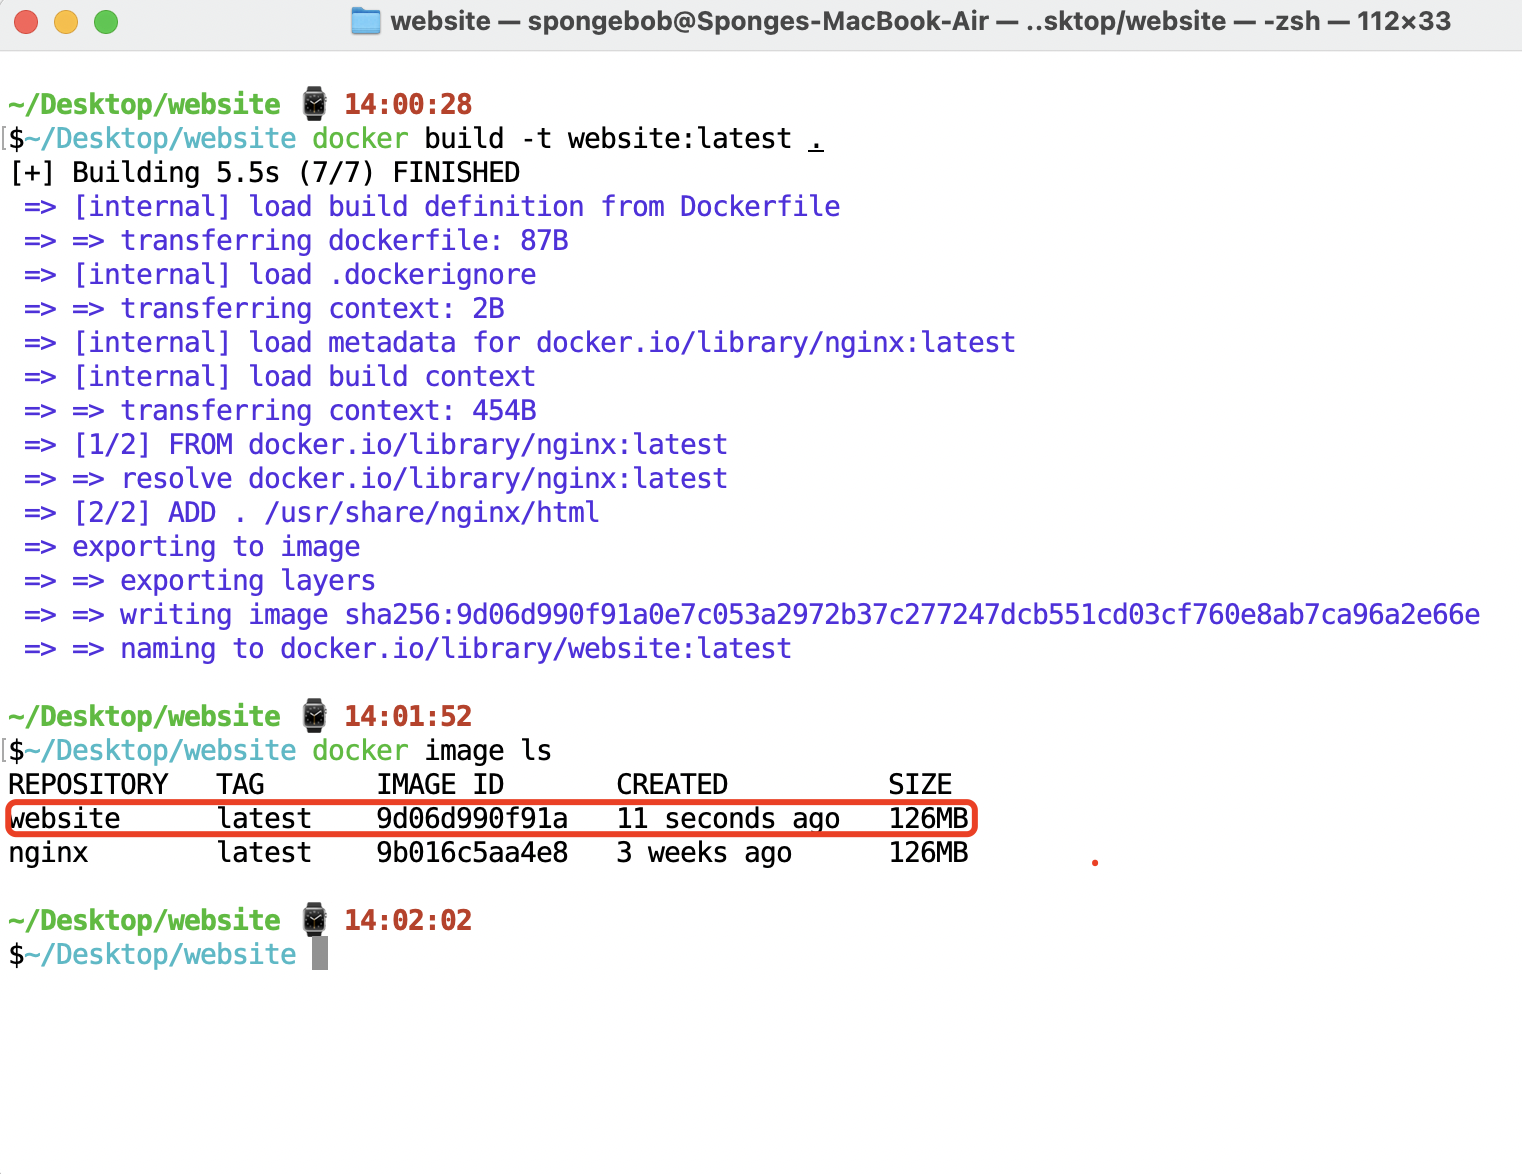 website — spongebob@Sponges-MacBook-Air — ..sktop/website — -zsh — 112×33
~/Desktop/website ⌚ 14:00:28
$~/Desktop/website docker build -t website:latest .
[+] Building 5.5s (7/7) FINISHED
=> [internal] load build definition from Dockerfile
=> => transferring dockerfile: 87B
=> [internal] load .dockerignore
=> => transferring context: 2B
=> [internal] load metadata for docker.io/library/nginx:latest
=> [internal] load build context
=> => transferring context: 454B
=> [1/2] FROM docker.io/library/nginx:latest
=> => resolve docker.io/library/nginx:latest
=> [2/2] ADD . /usr/share/nginx/html
=> exporting to image
=> => exporting layers
=> => writing image sha256:9d06d990f91a0e7c053a2972b37c277247dcb551cd03cf760e8ab7ca96a2e66e
=> => naming to docker.io/library/website:latest
~/Desktop/website ⌚ 14:01:52
$~/Desktop/website docker image ls
REPOSITORY TAG IMAGE ID CREATED SIZE
website latest 9d06d990f91a 11 seconds ago 126MB
nginx latest 9b016c5aa4e8 3 weeks ago 126MB
~/Desktop/website ⌚ 14:02:02
$~/Desktop/website